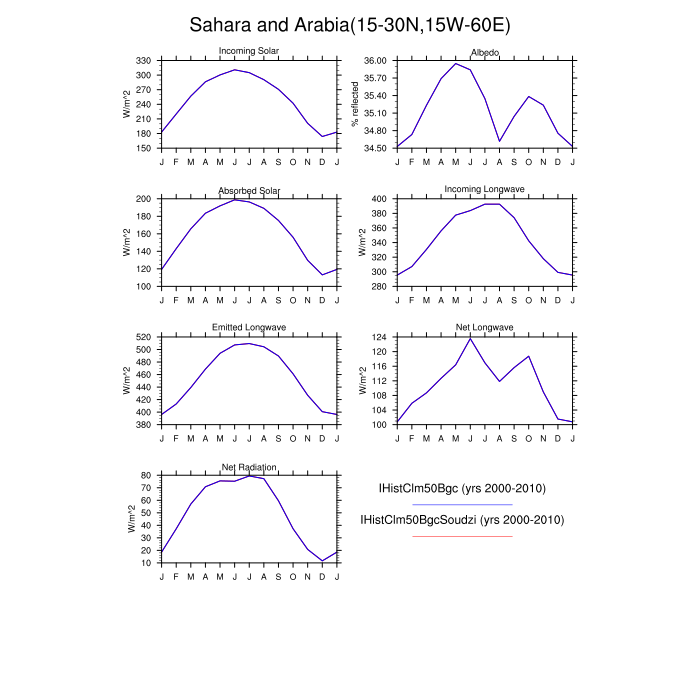 Sahara and Arabia(15-30N,15W-60E)
Incoming Solar
W/m^2
330
300
270
240
210
180
150
J F M A M J J A S O N D J
Albedo
% reflected
36.00
35.70
35.40
35.10
34.80
34.50
J F M A M J J A S O N D J
Absorbed Solar
W/m^2
200
180
160
140
120
100
J F M A M J J A S O N D J
Incoming Longwave
W/m^2
400
380
360
340
320
300
280
J F M A M J J A S O N D J
Emitted Longwave
W/m^2
520
500
480
460
440
420
400
380
J F M A M J J A S O N D J
Net Longwave
W/m^2
124
120
116
112
108
104
100
J F M A M J J A S O N D J
Net Radiation
W/m^2
80
70
60
50
40
30
20
10
J F M A M J J A S O N D J
IHistClm50Bgc (yrs 2000-2010)
IHistClm50BgcSoudzi (yrs 2000-2010)